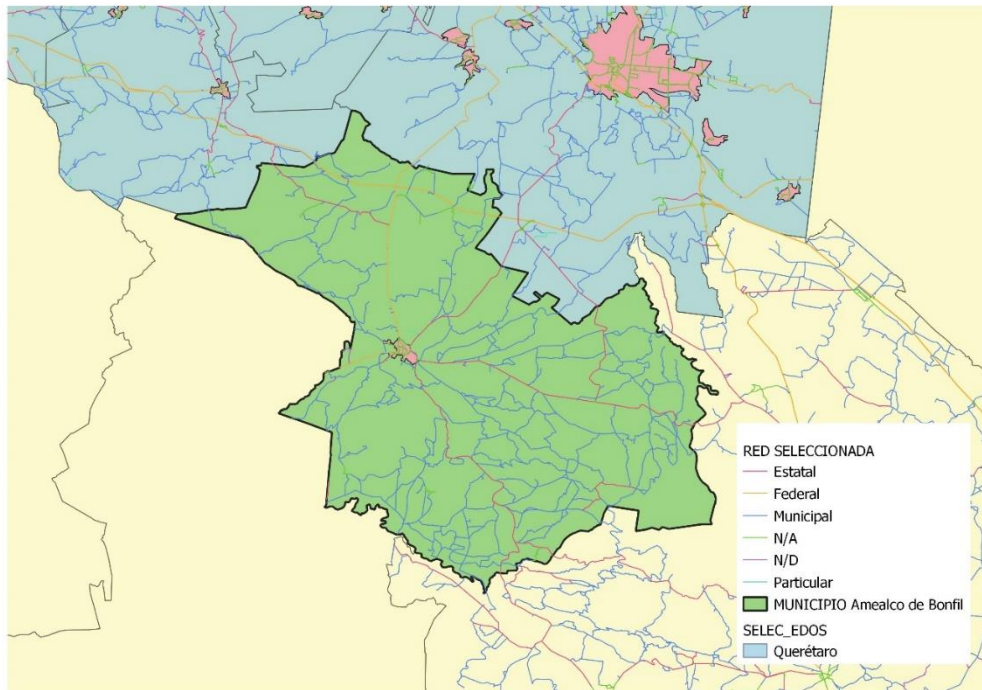 RED SELECCIONADA
Estatal
Federal
Municipal
N/A
N/D
Particular
MUNICIPIO Amealco de Bonfil
SELEC_EDOS
Querétaro